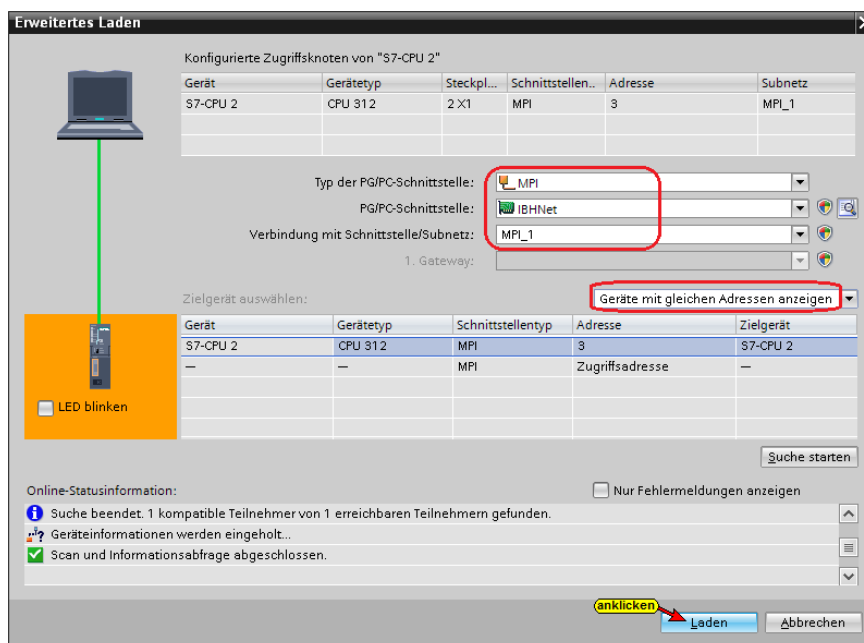 Erweitertes Laden
Konfigurierte Zugriffsknoten von "S7-CPU 2"
Gerät Gerätetyp Steckpl... Schnittstellen.. Adresse Subnetz
S7-CPU 2 CPU 312 2 X1 MPI 3 MPI_1
Typ der PG/PC-Schnittstelle: MPI
PG/PC-Schnittstelle: IBHNet
Verbindung mit Schnittstelle/Subnetz: MPI_1
1. Gateway:
Zielgerät auswählen: Geräte mit gleichen Adressen anzeigen
Gerät Gerätetyp Schnittstellentyp Adresse Zielgerät
S7-CPU 2 CPU 312 MPI 3 S7-CPU 2
— — MPI Zugriffsadresse —
LED blinken
Suche starten
Online-Statusinformation: Nur Fehlermeldungen anzeigen
Suche beendet. 1 kompatible Teilnehmer von 1 erreichbaren Teilnehmern gefunden.
Geräteinformationen werden eingeholt...
Scan und Informationsabfrage abgeschlossen.
anklicken
Laden Abbrechen